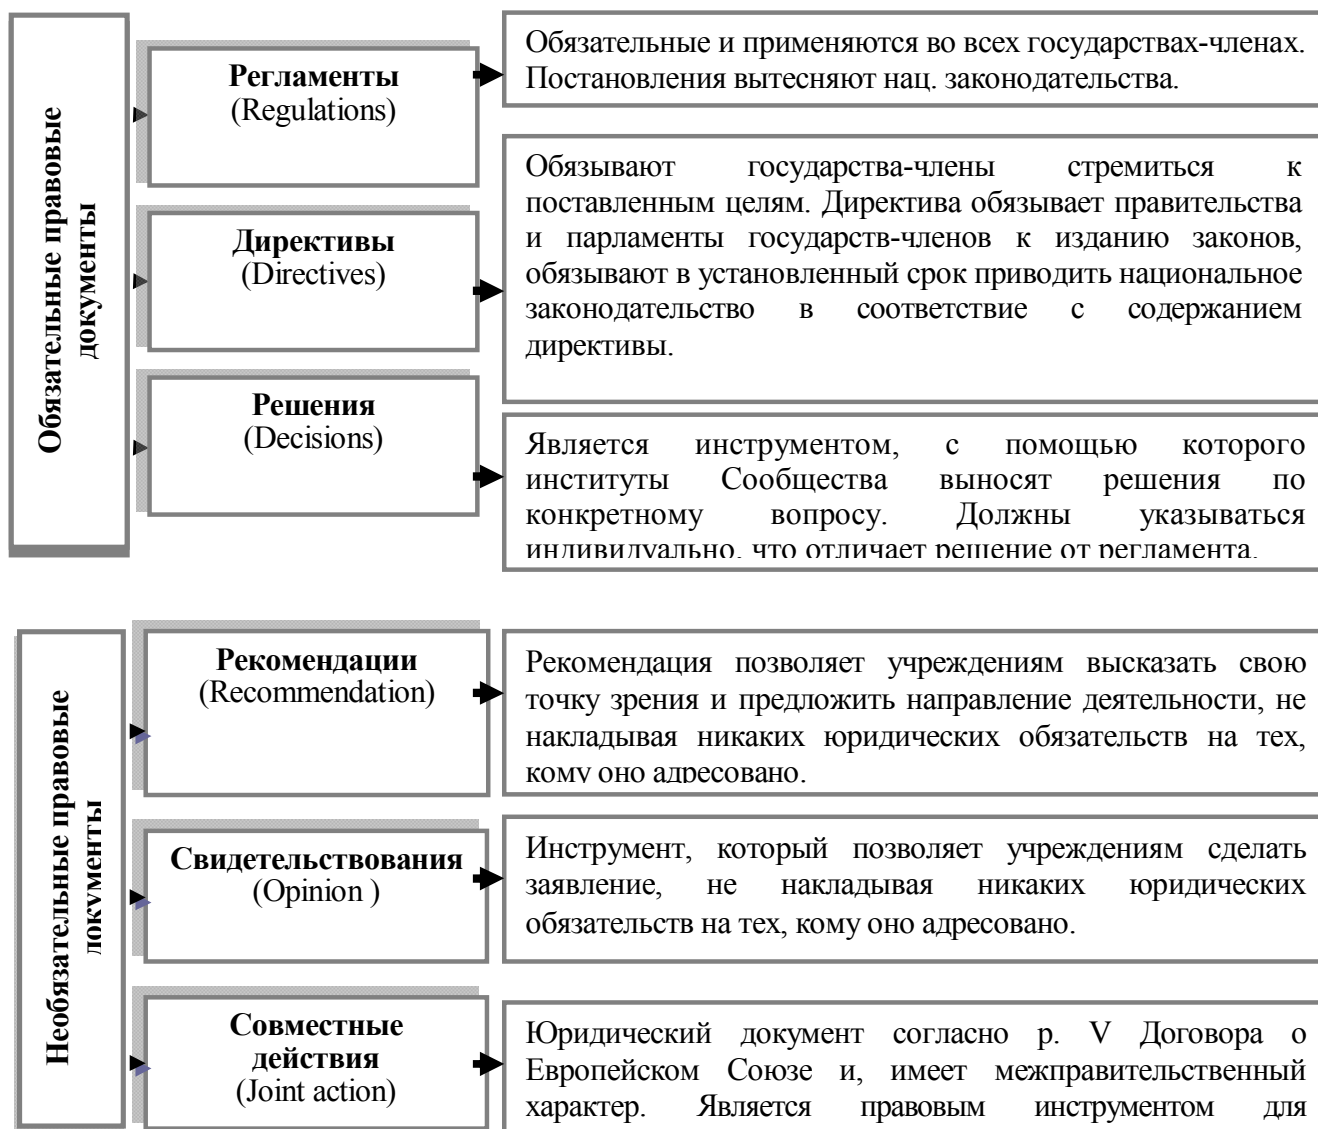 Обязательные правовые
документы
Регламенты
(Regulations)
Обязательные и применяются во всех государствах-членах.
Постановления вытесняют нац. законодательства.
Директивы
(Directives)
Обязывают государства-члены стремиться к
поставленным целям. Директива обязывает правительства
и парламенты государств-членов к изданию законов,
обязывают в установленный срок приводить национальное
законодательство в соответствие с содержанием
директивы.
Решения
(Decisions)
Является инструментом, с помощью которого
институты Сообщества выносят решения по
конкретному вопросу. Должны указываться
индивидуально, что отличает решение от регламента.
Необязательные правовые
документы
Рекомендации
(Recommendation)
Рекомендация позволяет учреждениям высказать свою
точку зрения и предложить направление деятельности, не
накладывая никаких юридических обязательств на тех,
кому оно адресовано.
Свидетельствования
(Opinion )
Инструмент, который позволяет учреждениям сделать
заявление, не накладывая никаких юридических
обязательств на тех, кому оно адресовано.
Совместные
действия
(Joint action)
Юридический документ согласно р. V Договора о
Европейском Союзе и, имеет межправительственный
характер. Является правовым инструментом для